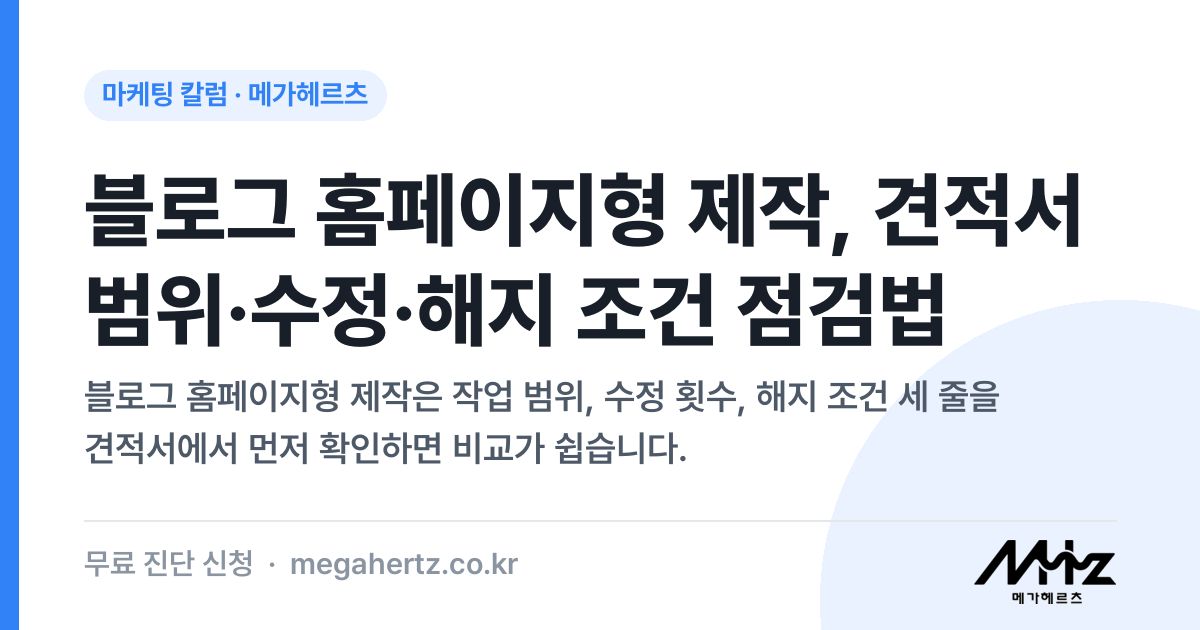 마케팅 칼럼 · 메가헤르츠
블로그 홈페이지형 제작, 견적서
범위·수정·해지 조건 점검법
블로그 홈페이지형 제작은 작업 범위, 수정 횟수, 해지 조건 세 줄을
견적서에서 먼저 확인하면 비교가 쉽습니다.
무료 진단 신청 · megahertz.co.kr
MHz
메가헤르츠